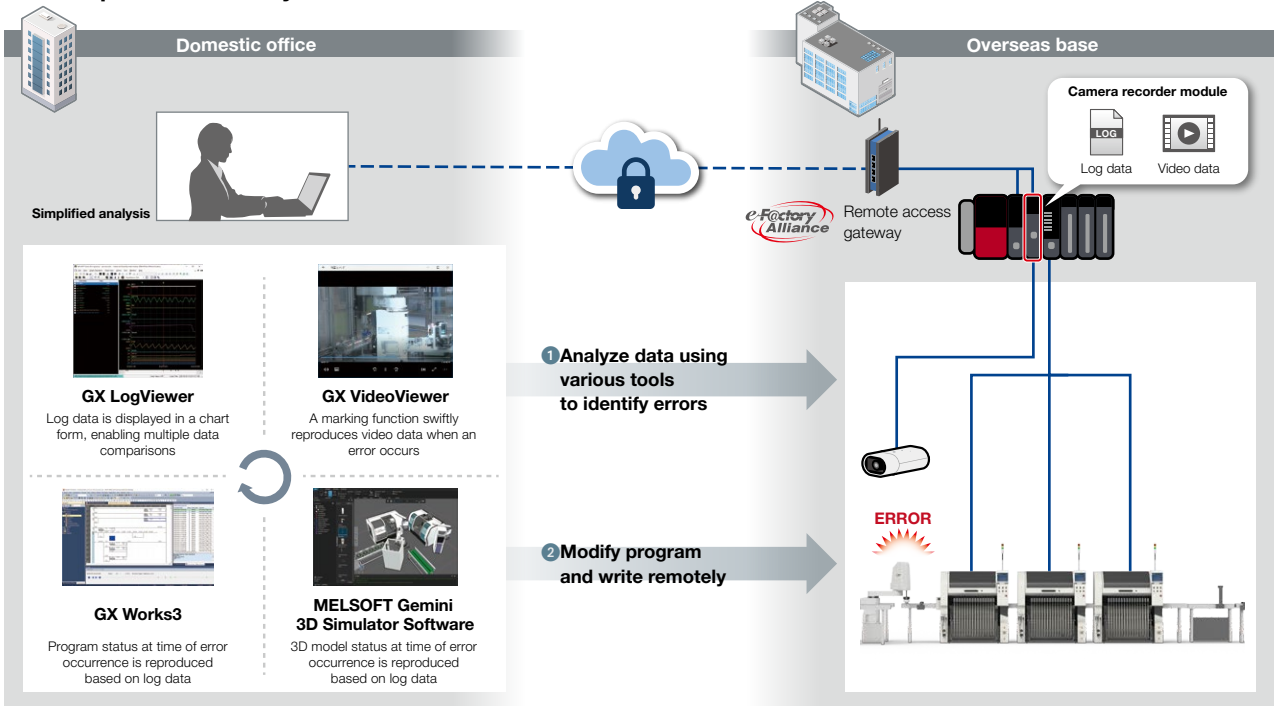 Domestic office
Overseas base
Camera recorder module
LOG
Log data
Video data
Simplified analysis
e-F@ctory
Alliance
Remote access
gateway
GX LogViewer
Log data is displayed in a chart
form, enabling multiple data
comparisons
GX VideoViewer
A marking function swiftly
reproduces video data when an
error occurs
1 Analyze data using
various tools
to identify errors
GX Works3
Program status at time of error
occurrence is reproduced
based on log data
MELSOFT Gemini
3D Simulator Software
3D model status at time of error
occurrence is reproduced
based on log data
2 Modify program
and write remotely
ERROR